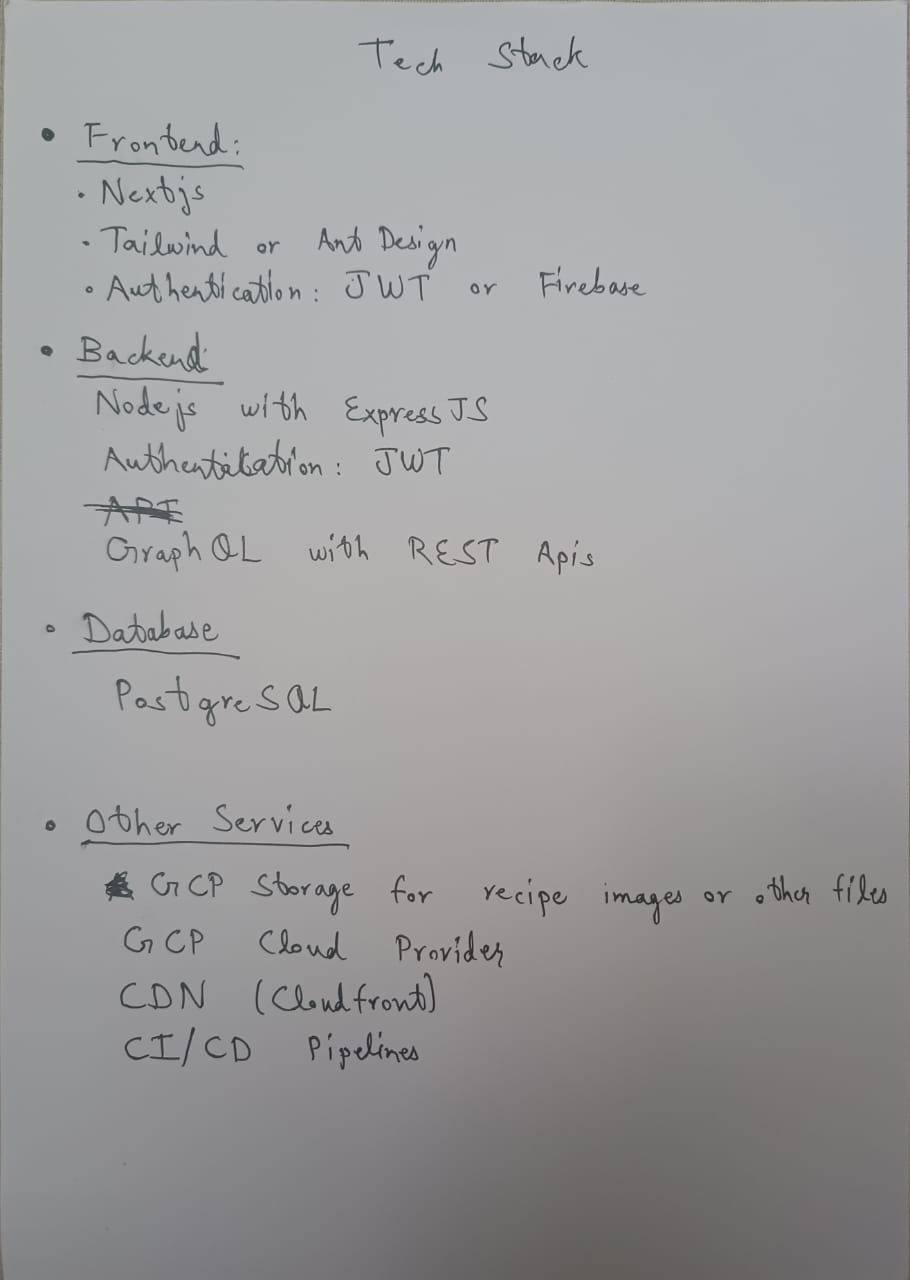 Tech Stack
• Frontend:
• Nextjs
• Tailwind or Ant Design
• Authentication: JWT or Firebase
• Backend:
Nodejs with ExpressJS
Authentication: JWT
API
GraphQL with REST Apis
• Database
PostgreSQL
• Other Services
GCP Storage for recipe images or other files
GCP Cloud Provider
CDN (Cloudfront)
CI/CD Pipelines